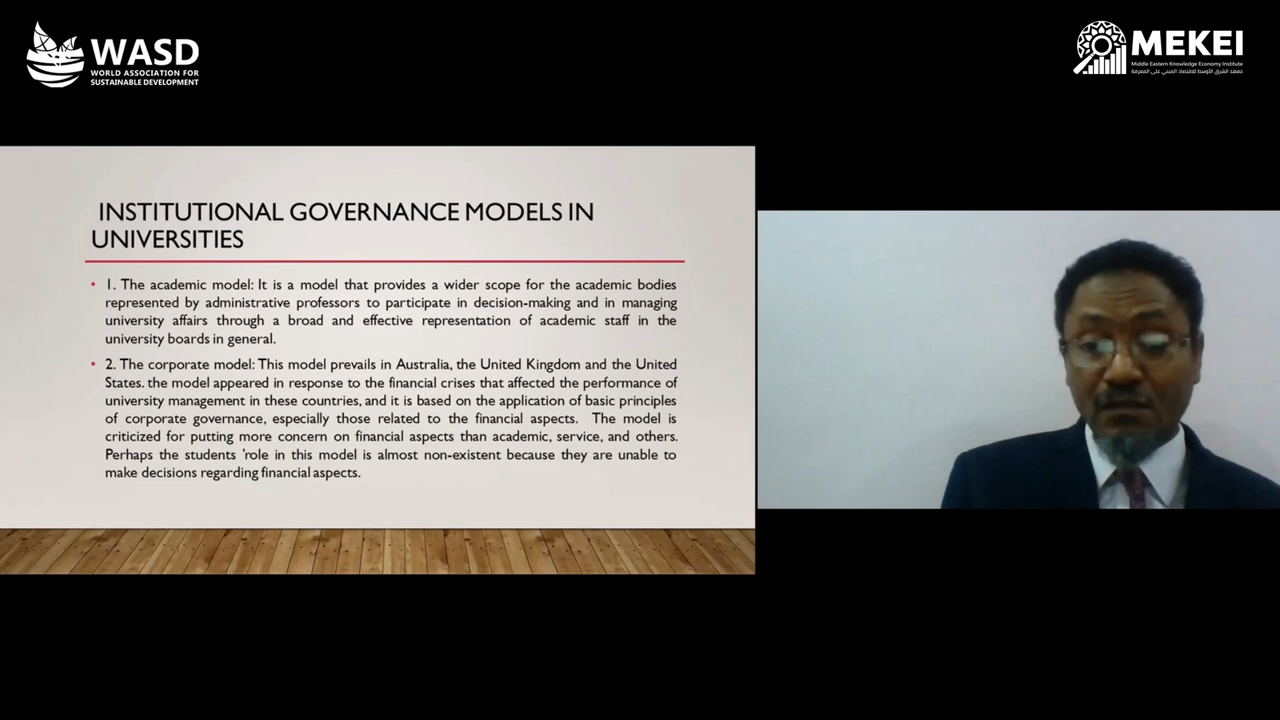 WASD
WORLD ASSOCIATION FOR
SUSTAINABLE DEVELOPMENT
MEKEI
Middle Eastern Knowledge Economy Institute
معهد الشرق الأوسط للاقتصاد المبني على المعرفة
INSTITUTIONAL GOVERNANCE MODELS IN
UNIVERSITIES
• 1. The academic model: It is a model that provides a wider scope for the academic bodies
represented by administrative professors to participate in decision-making and in managing
university affairs through a broad and effective representation of academic staff in the
university boards in general.
• 2. The corporate model: This model prevails in Australia, the United Kingdom and the United
States. the model appeared in response to the financial crises that affected the performance of
university management in these countries, and it is based on the application of basic principles
of corporate governance, especially those related to the financial aspects. The model is
criticized for putting more concern on financial aspects than academic, service, and others.
Perhaps the students 'role in this model is almost non-existent because they are unable to
make decisions regarding financial aspects.